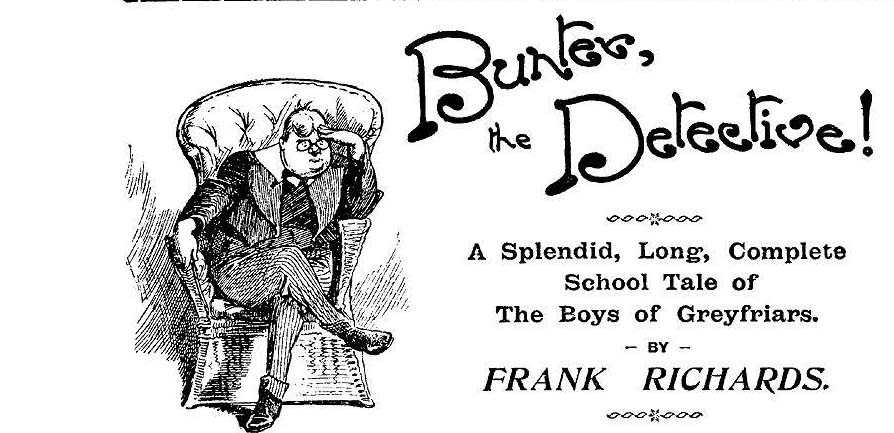 Bunter,
the Detective!
A Splendid, Long, Complete
School Tale of
The Boys of Greyfriars.
– BY –
FRANK RICHARDS.